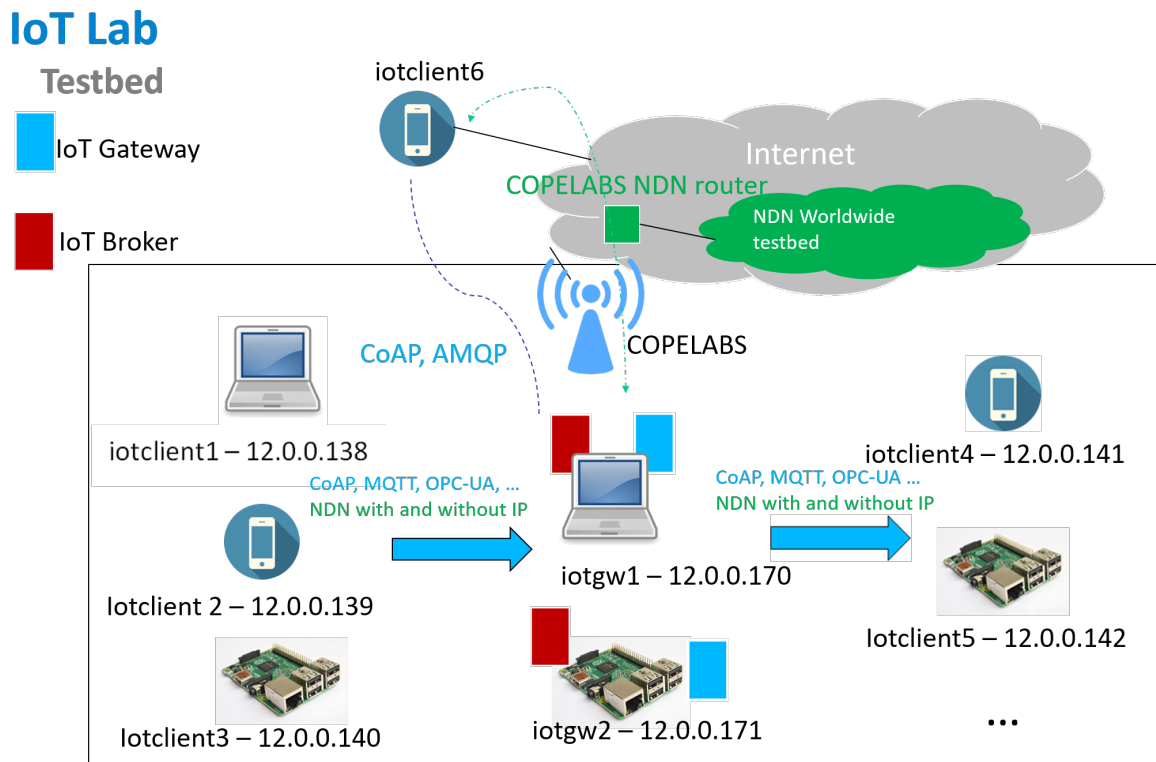 IoT Lab
Testbed
IoT Gateway
IoT Broker
iotclient6
Internet
COPELABS NDN router
NDN Worldwide
testbed
COPELABS
CoAP, AMQP
iotclient1 – 12.0.0.138
iotclient4 – 12.0.0.141
CoAP, MQTT, OPC-UA, ...
NDN with and without IP
CoAP, MQTT, OPC-UA ...
NDN with and without IP
Iotclient 2 – 12.0.0.139
iotgw1 – 12.0.0.170
Iotclient5 – 12.0.0.142
Iotclient3 – 12.0.0.140
iotgw2 – 12.0.0.171
...